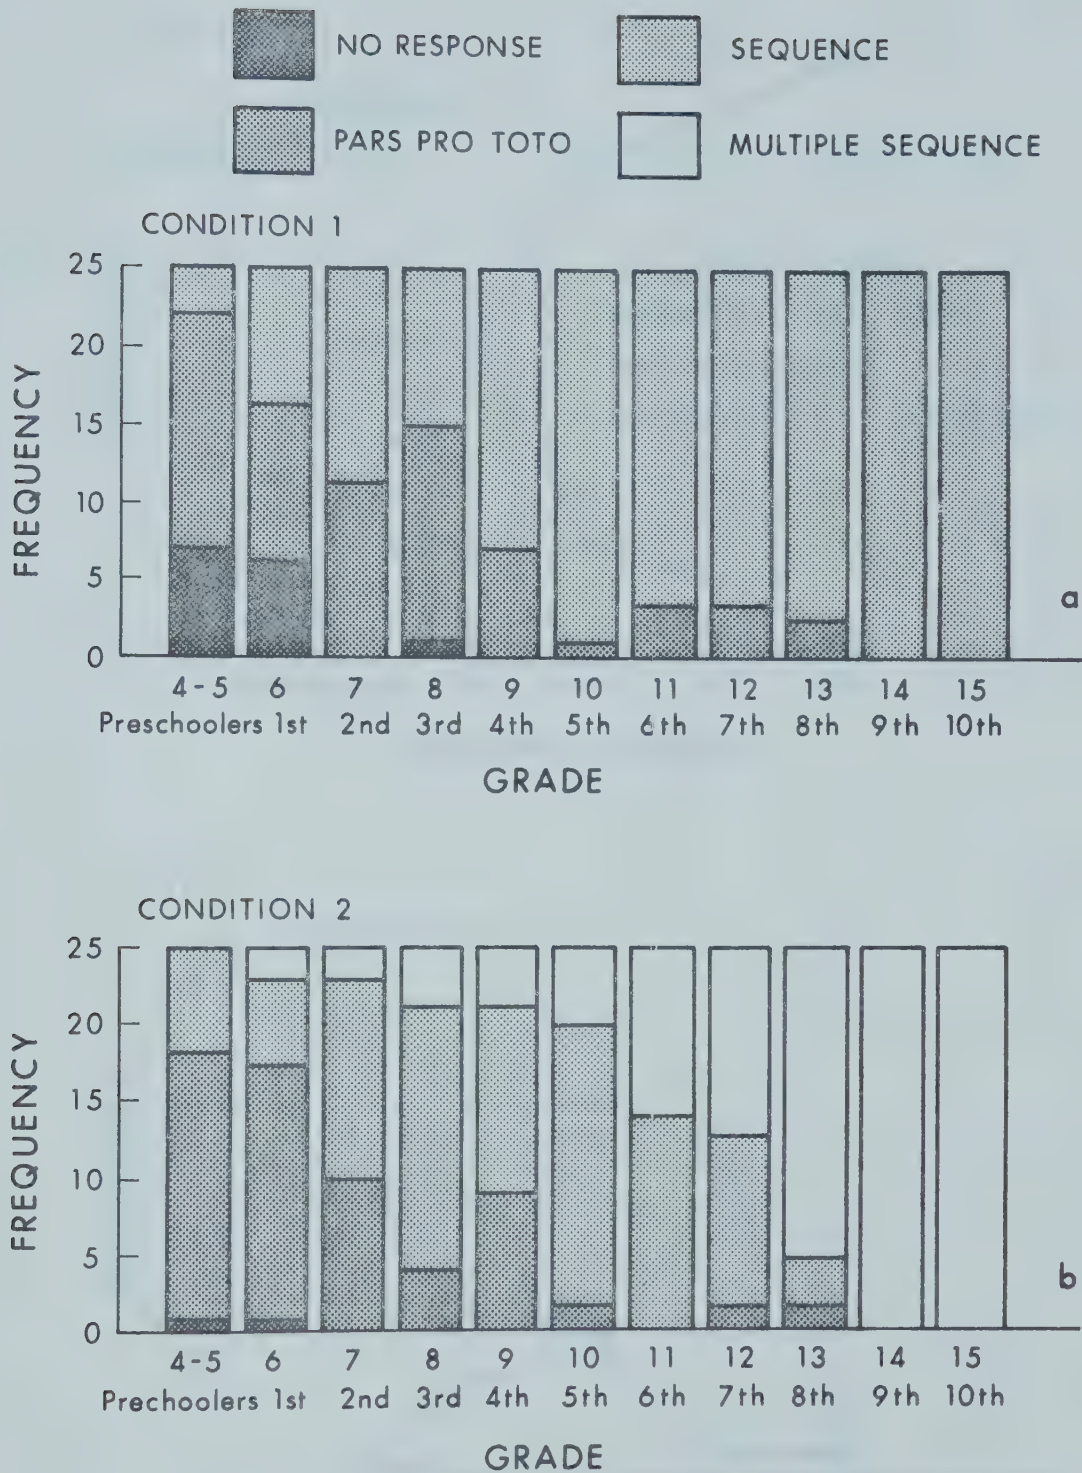 NO RESPONSE SEQUENCE
PARS PRO TOTO MULTIPLE SEQUENCE
CONDITION 1
FREQUENCY
25
20
15
10
5
0
a
4-5 6 7 8 9 10 11 12 13 14 15
Preschoolers 1st 2nd 3rd 4th 5th 6th 7th 8th 9th 10th
GRADE
CONDITION 2
FREQUENCY
25
20
15
10
5
0
b
4-5 6 7 8 9 10 11 12 13 14 15
Prechoolers 1st 2nd 3rd 4th 5th 6th 7th 8th 9th 10th
GRADE